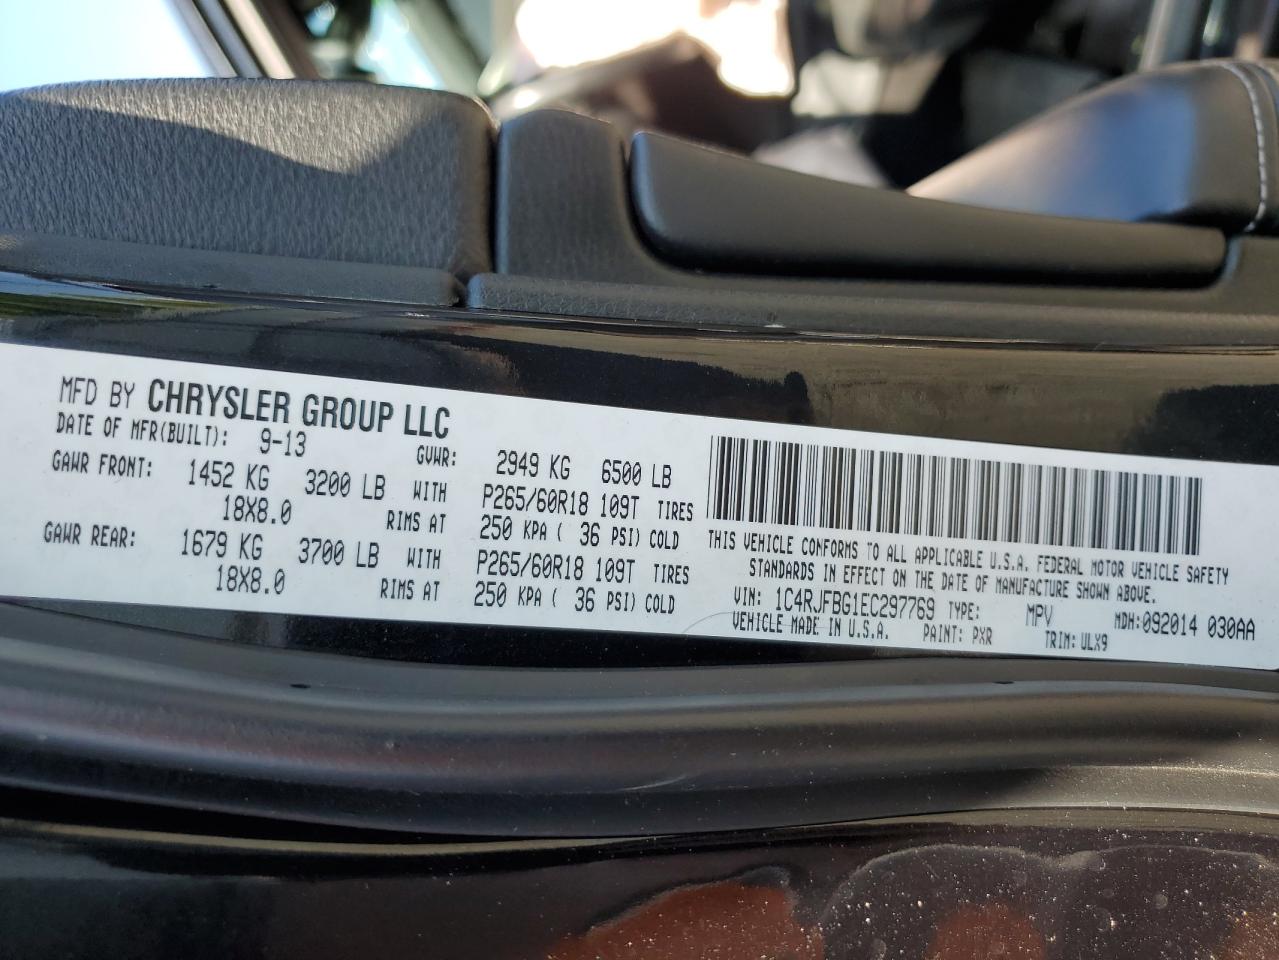 MFD BY CHRYSLER GROUP LLC
DATE OF MFR(BUILT): 9-13 GVWR: 2949 KG 6500 LB
GAWR FRONT: 1452 KG 3200 LB WITH P265/60R18 109T TIRES
18X8.0 RIMS AT 250 KPA ( 36 PSI) COLD
GAWR REAR: 1679 KG 3700 LB WITH P265/60R18 109T TIRES
18X8.0 RIMS AT 250 KPA ( 36 PSI) COLD
THIS VEHICLE CONFORMS TO ALL APPLICABLE U.S.A. FEDERAL MOTOR VEHICLE SAFETY
STANDARDS IN EFFECT ON THE DATE OF MANUFACTURE SHOWN ABOVE.
VIN: 1C4RJFBG1EC297769 TYPE: MPV MDH:092014 030AA
VEHICLE MADE IN U.S.A. PAINT: PXR TRIM: ULX9